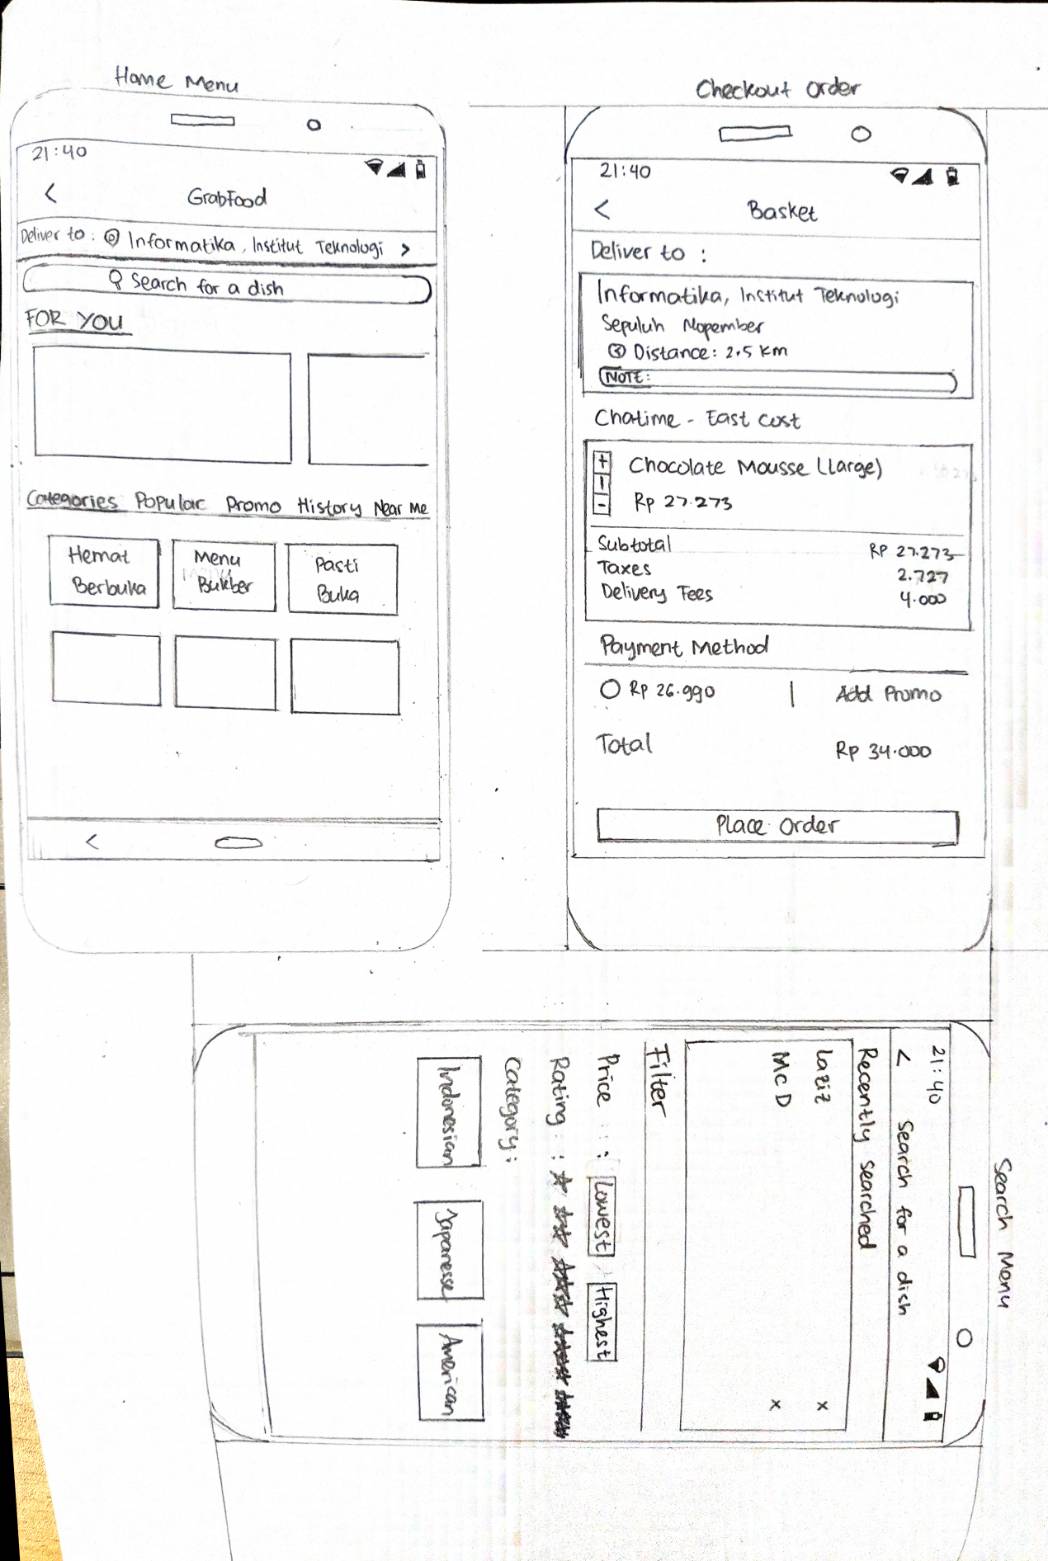 Home Menu
21:40
<
GrabFood
Deliver to : Informatika, Institut Teknologi >
Search for a dish
FOR YOU
Categories Popular Promo History Near Me
Hemat
Berbuka
Menu
Bukber
Pasti
Buka
<
Checkout Order
21:40
<
Basket
Deliver to :
Informatika, Institut Teknologi
Sepuluh Nopember
Distance: 2.5 km
NOTE:
Chatime - East Cost
+
1
-
Chocolate Mousse (Large)
Rp 27.273
Subtotal RP 27.273
Taxes 2.727
Delivery Fees 4.000
Payment Method
Rp 26.990 | Add Promo
Total Rp 34.000
Place Order
Search Menu
21:40
< Search for a dish
Recently searched
Laziz x
McD x
Filter
Price : Lowest Highest
Rating :
Category :
Indonesian Japanesse American